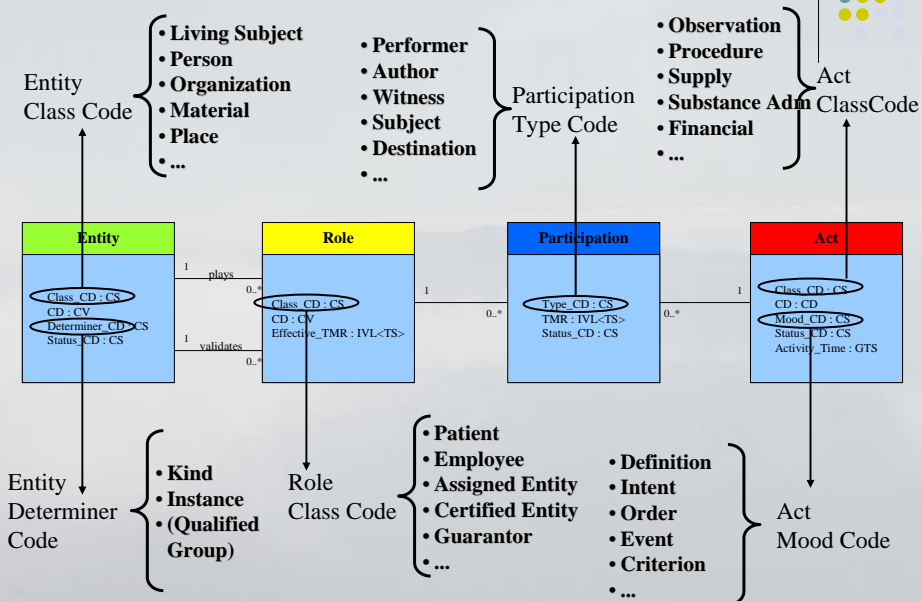 Entity
Class Code
• Living Subject
• Person
• Organization
• Material
• Place
• ...
• Performer
• Author
• Witness
• Subject
• Destination
• ...
Participation
Type Code
• Observation
• Procedure
• Supply
• Substance Adm
• Financial
• ...
Act
ClassCode
Entity
Class_CD : CS
CD : CV
Determiner_CD : CS
Status_CD : CS
1
plays
0..*
1
validates
0..*
Role
Class_CD : CS
CD : CV
Effective_TMR : IVL<TS>
1
0..*
Participation
Type_CD : CS
TMR : IVL<TS>
Status_CD : CS
0..*
1
Act
Class_CD : CS
CD : CD
Mood_CD : CS
Status_CD : CS
Activity_Time : GTS
Entity
Determiner
Code
• Kind
• Instance
• (Qualified
Group)
Role
Class Code
• Patient
• Employee
• Assigned Entity
• Certified Entity
• Guarantor
• ...
• Definition
• Intent
• Order
• Event
• Criterion
• ...
Act
Mood Code